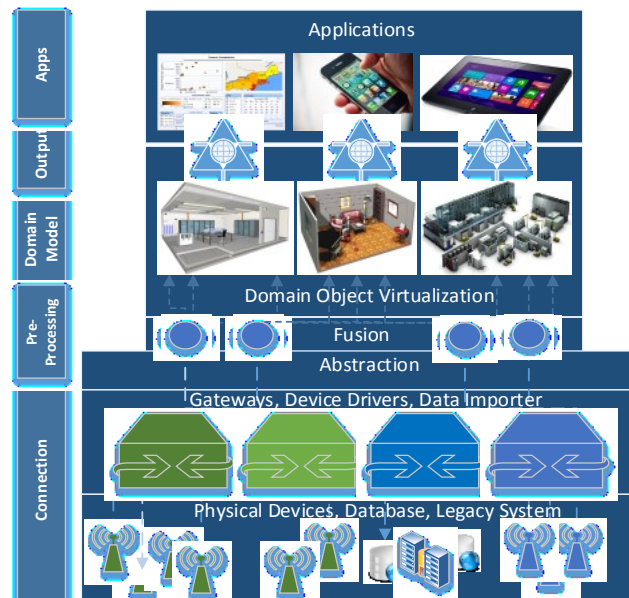 Apps
Applications
Output
Domain
Model
Domain Object Virtualization
Pre-
Processing
Fusion
Abstraction
Connection
Gateways, Device Drivers, Data Importer
Physical Devices, Database, Legacy System